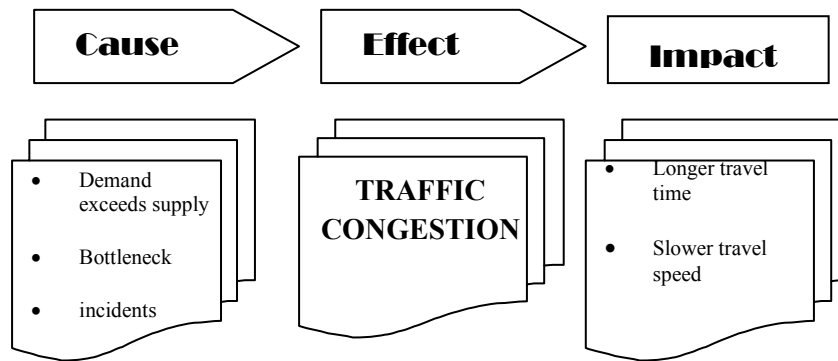 Cause
Effect
Impact
• Demand
exceeds supply
• Bottleneck
• incidents
TRAFFIC
CONGESTION
• Longer travel
time
• Slower travel
speed